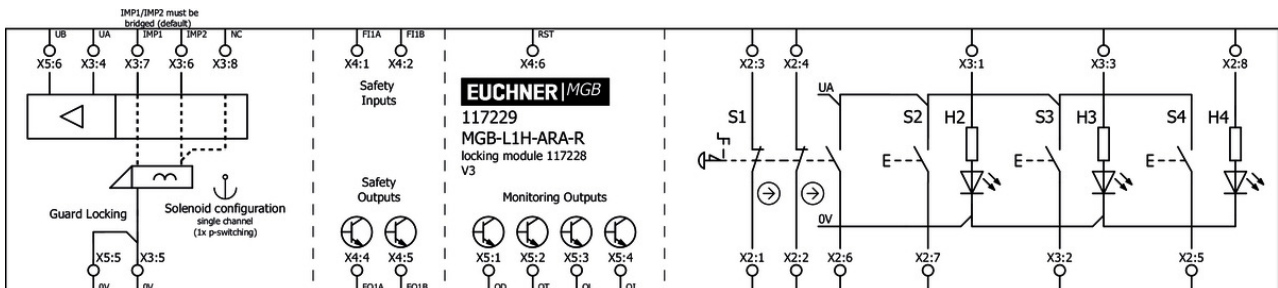 IMP1/IMP2 must be
bridged (default)
UB UA IMP1 IMP2 NC FI1A FI1B RST
X5:6 X3:4 X3:7 X3:6 X3:8 X4:1 X4:2 X4:6 X2:3 X2:4 X3:1 X3:3 X2:8
Safety
Inputs
EUCHNER|MGB
117229
MGB-L1H-ARA-R
locking module 117228
V3
UA
S1 S2 H2 S3 H3 S4 H4
E E E
Guard Locking
Solenoid configuration
single channel
(1x p-switching)
Safety
Outputs
Monitoring Outputs
0V
X5:5 X3:5 X4:4 X4:5 X5:1 X5:2 X5:3 X5:4 X2:1 X2:2 X2:6 X2:7 X3:2 X2:5
0V 0V FO1A FO1B OD OT OL OI